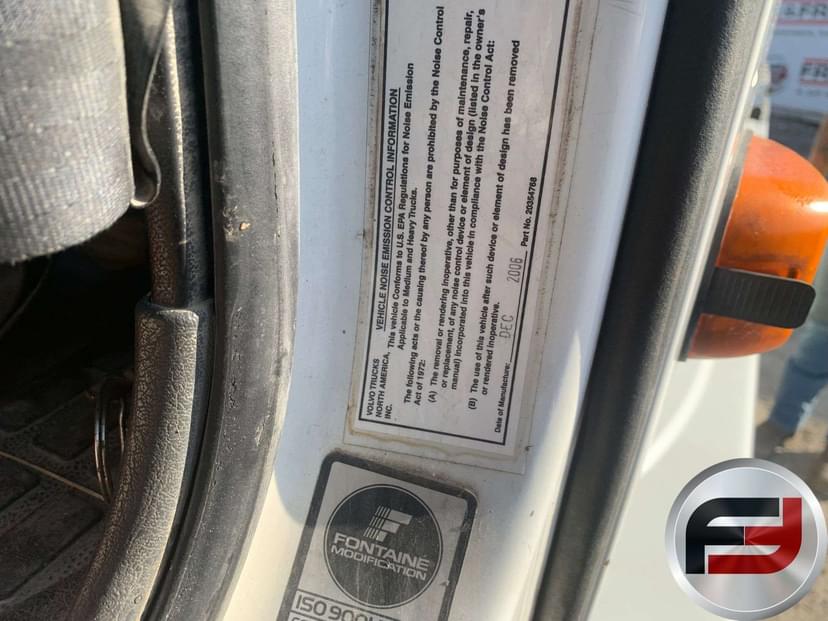 VOLVO TRUCKS
NORTH AMERICA,
INC.
VEHICLE NOISE EMISSION CONTROL INFORMATION
This vehicle Conforms to U.S. EPA Regulations for Noise Emission
Applicable to Medium and Heavy Trucks.
The following acts or the causing thereof by any person are prohibited by the Noise Control
Act of 1972:
(A) The removal or rendering inoperative, other than for purposes of maintenance, repair,
or replacement, of any noise control device or element of design (listed in the owner's
manual) incorporated into this vehicle in compliance with the Noise Control Act:
(B) The use of this vehicle after such device or element of design has been removed
or rendered inoperative.
Date of Manufacture: DEC 2006 Part No. 20354768
FONTAINE
MODIFICATION
ISO 900